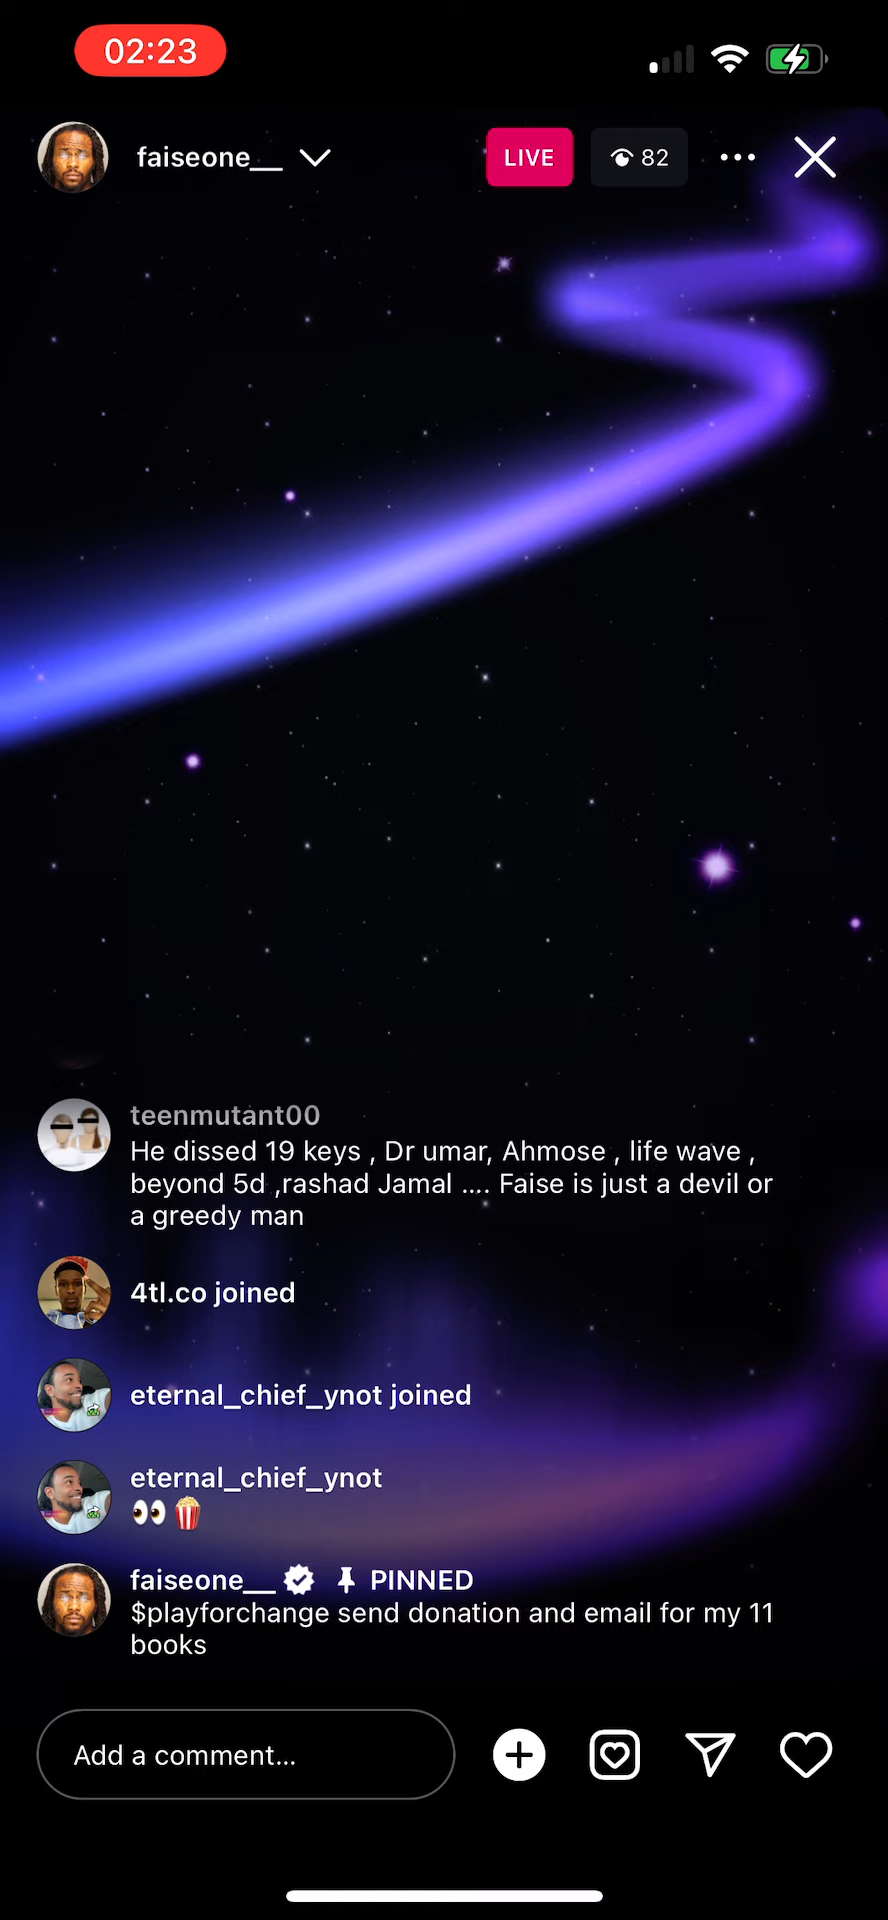 02:23
faiseone__
LIVE
82
teenmutant00
He dissed 19 keys , Dr umar, Ahmose , life wave ,
beyond 5d ,rashad Jamal .... Faise is just a devil or
a greedy man
4tl.co joined
eternal_chief_ynot joined
eternal_chief_ynot
👀🍿
faiseone__ PINNED
$playforchange send donation and email for my 11
books
Add a comment...